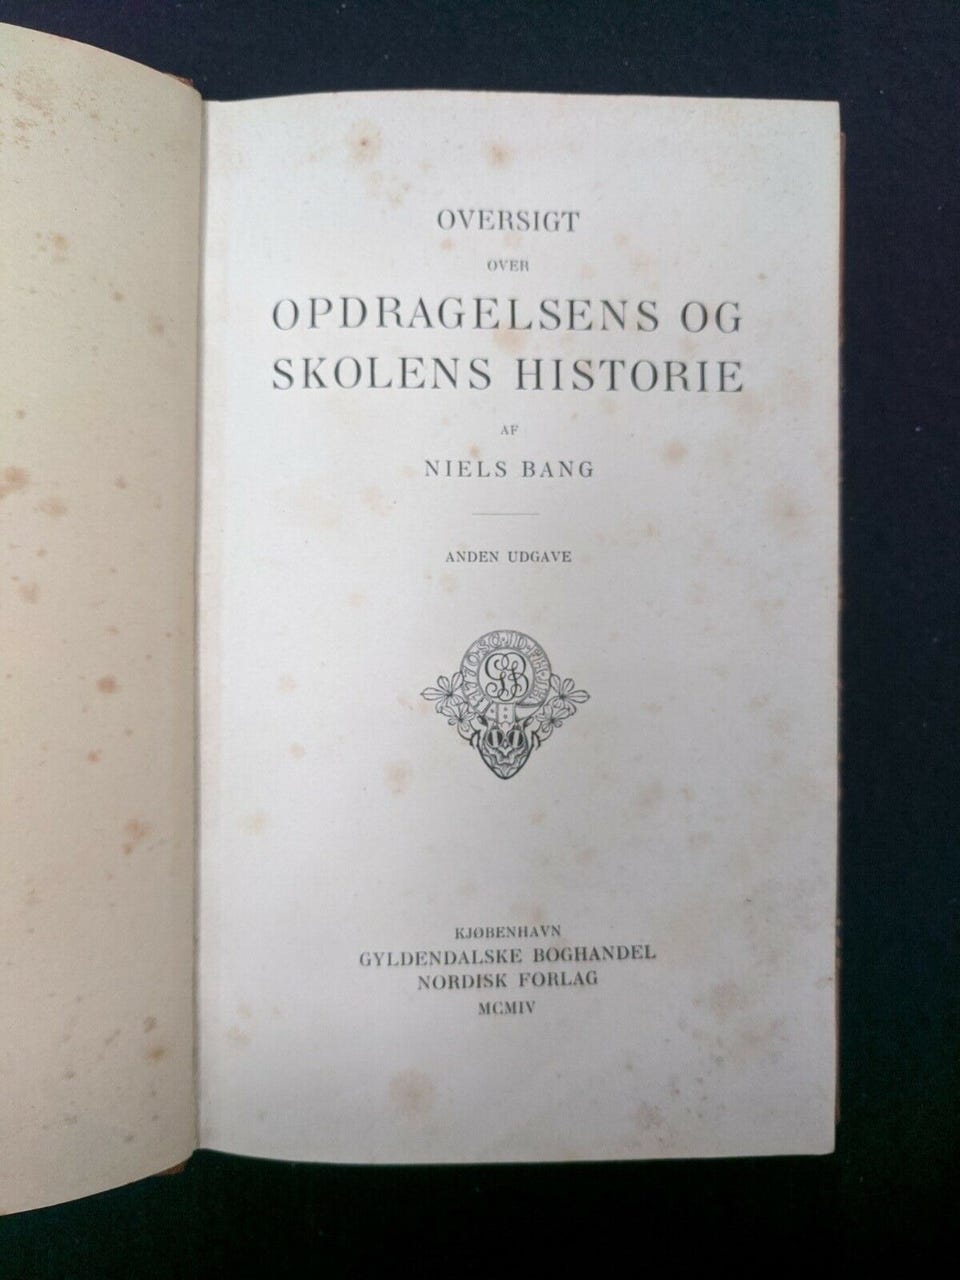 OVERSIGT
OVER
OPDRAGELSENS OG
SKOLENS HISTORIE
AF
NIELS BANG
ANDEN UDGAVE
KJØBENHAVN
GYLDENDALSKE BOGHANDEL
NORDISK FORLAG
MCMIV